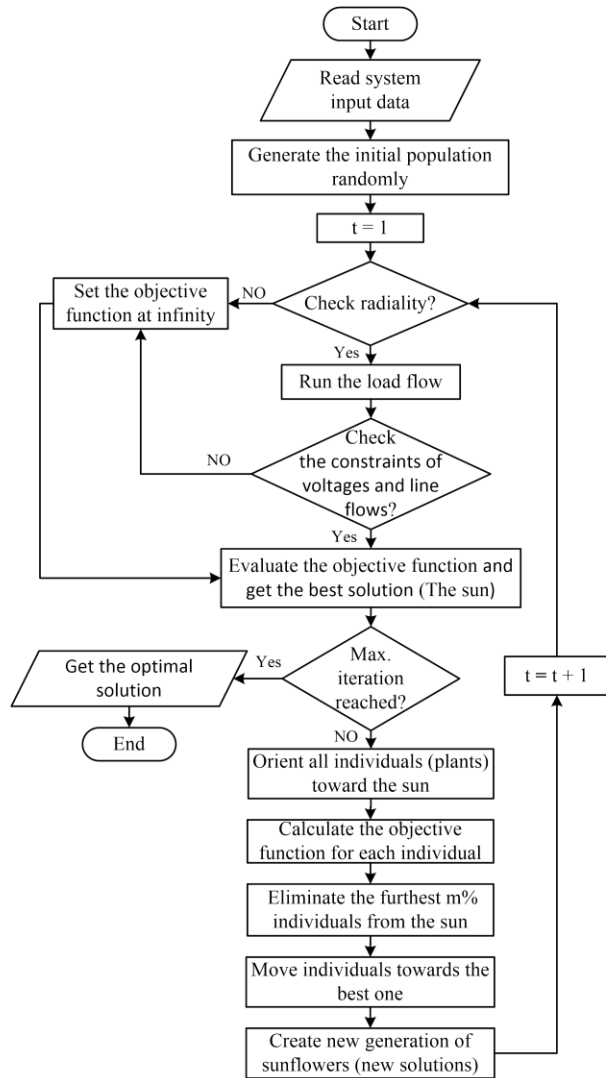 Start
Read system
input data
Generate the initial population
randomly
t = 1
Set the objective
function at infinity
NO
Check radiality?
Yes
Run the load flow
NO
Check
the constraints of
voltages and line
flows?
Yes
Evaluate the objective function and
get the best solution (The sun)
Get the optimal
solution
Yes
Max.
iteration
reached?
t = t + 1
End
NO
Orient all individuals (plants)
toward the sun
Calculate the objective
function for each individual
Eliminate the furthest m%
individuals from the sun
Move individuals towards the
best one
Create new generation of
sunflowers (new solutions)